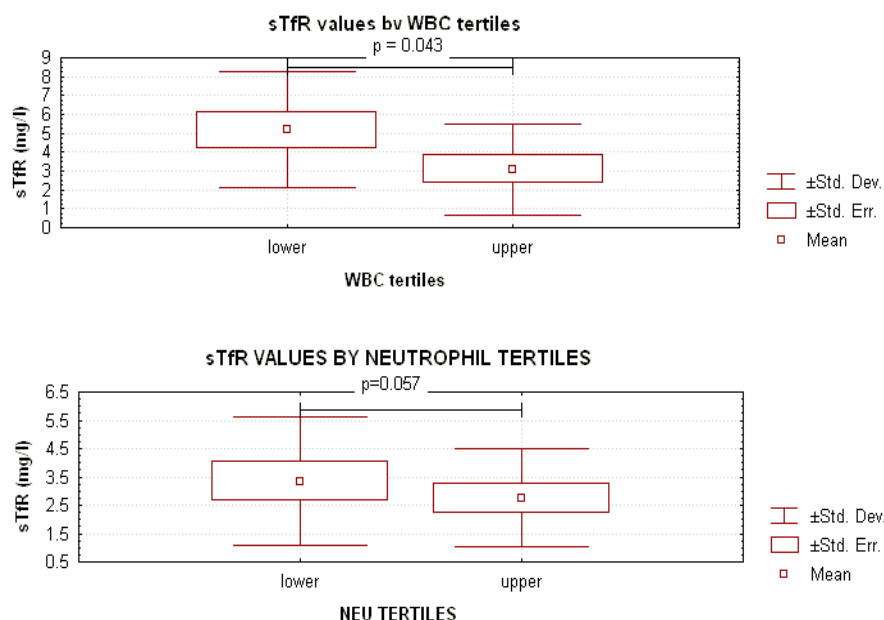 sTfR values by WBC tertiles
p = 0.043
9
8
7
6
5
4
3
2
1
0
sTfR (mg/l)
lower
upper
WBC tertiles
±Std. Dev.
±Std. Err.
Mean
sTfR VALUES BY NEUTROPHIL TERTILES
p=0.057
6.5
5.5
4.5
3.5
2.5
1.5
0.5
sTfR (mg/l)
lower
upper
NEU TERTILES
±Std. Dev.
±Std. Err.
Mean